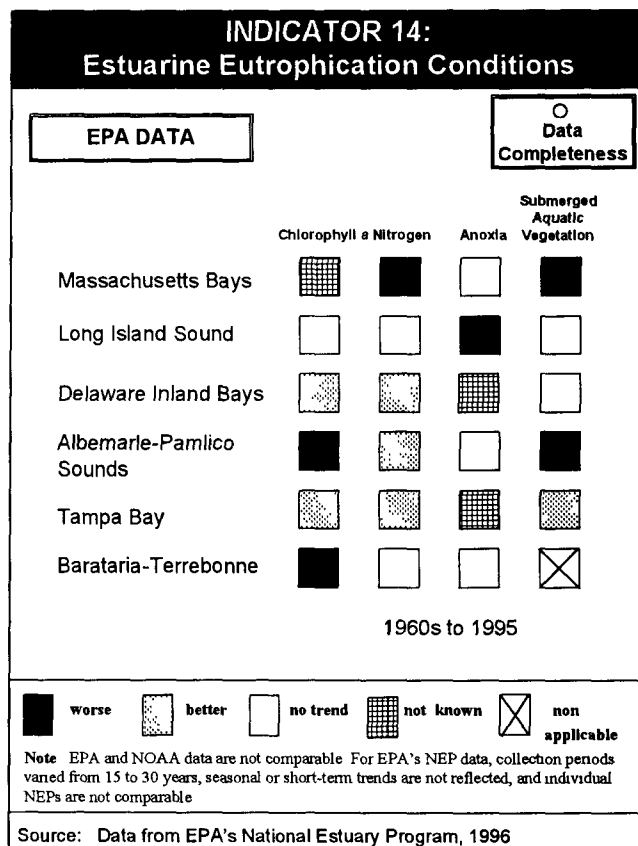 INDICATOR 14:
Estuarine Eutrophication Conditions
EPA DATA
Data
Completeness
Chlorophyll a Nitrogen Anoxia Submerged Aquatic Vegetation
Massachusetts Bays
Long Island Sound
Delaware Inland Bays
Albemarle-Pamlico
Sounds
Tampa Bay
Barataria-Terrebonne
1960s to 1995
worse better no trend not known non applicable
Note EPA and NOAA data are not comparable For EPA's NEP data, collection periods
varied from 15 to 30 years, seasonal or short-term trends are not reflected, and individual
NEPs are not comparable
Source: Data from EPA's National Estuary Program, 1996